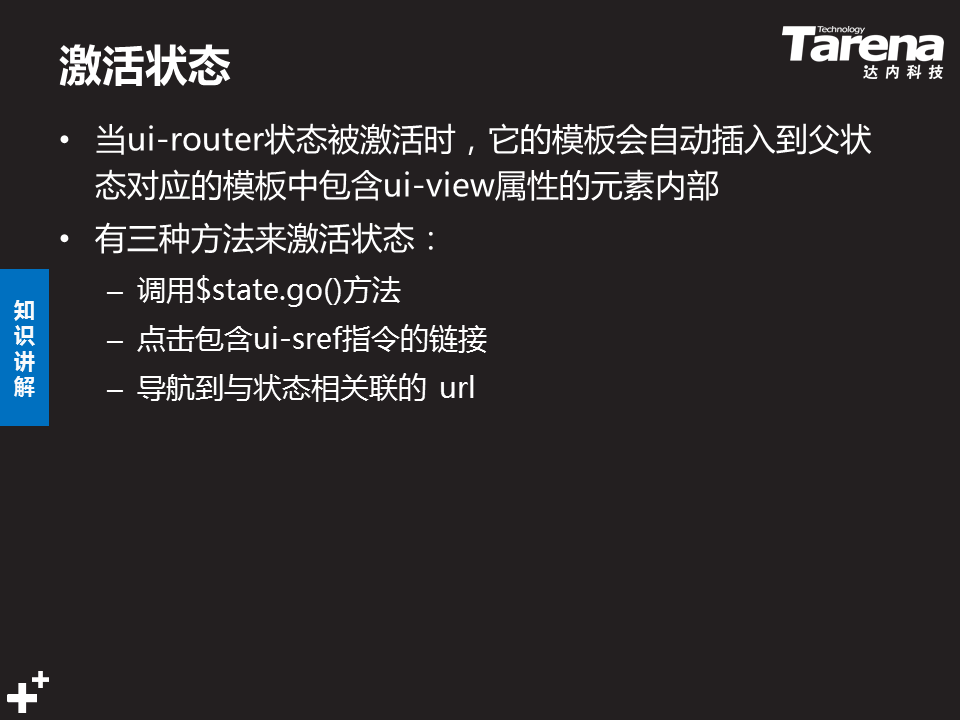 激活状态
Technology
Tarena
达内科技
• 当ui-router状态被激活时，它的模板会自动插入到父状
态对应的模板中包含ui-view属性的元素内部
• 有三种方法来激活状态：
– 调用$state.go()方法
– 点击包含ui-sref指令的链接
– 导航到与状态相关联的 url
知
识
讲
解